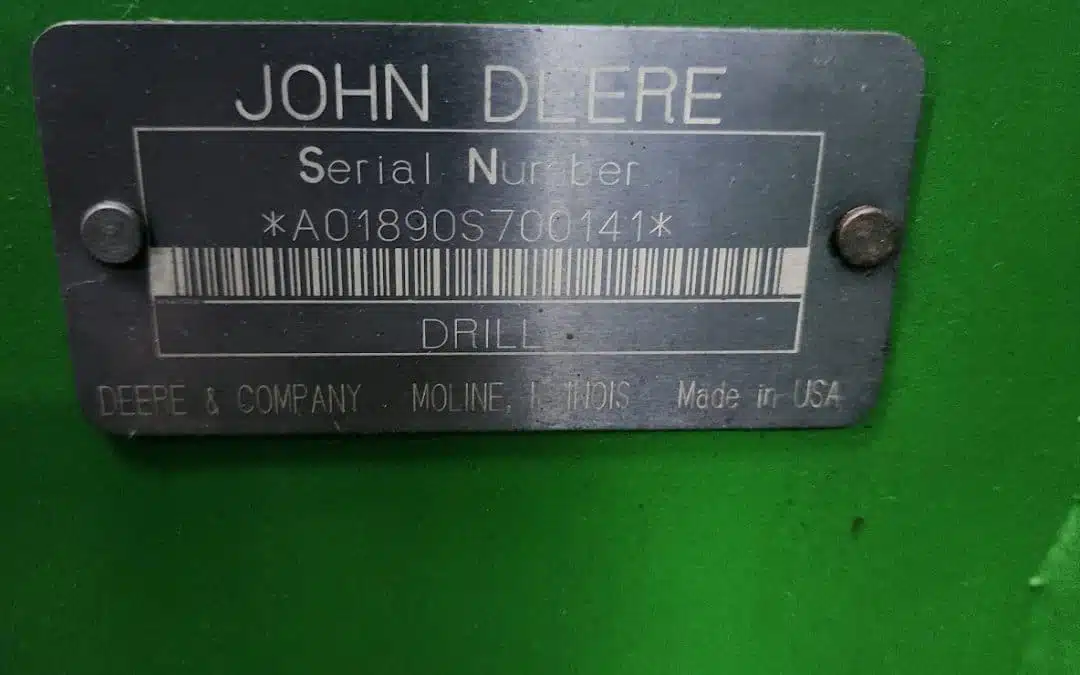 JOHN DEERE
Serial Number
*A01890S700141*
DRILL
DEERE & COMPANY MOLINE, ILLINOIS Made in USA